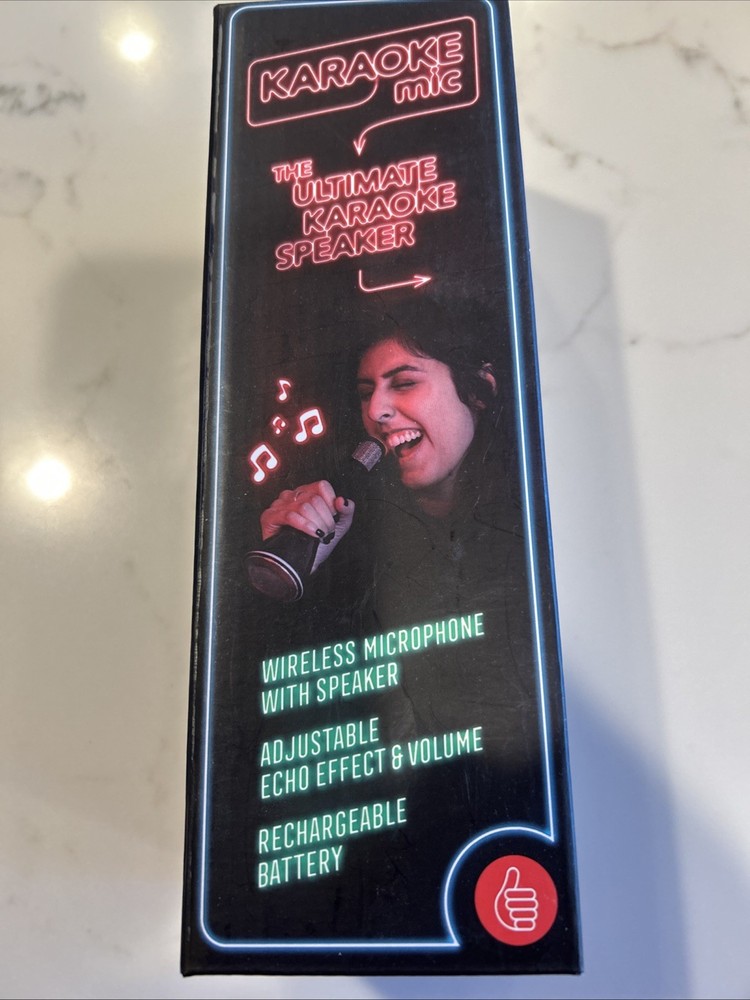 KARAOKE
mic
THE
ULTIMATE
KARAOKE
SPEAKER
WIRELESS MICROPHONE
WITH SPEAKER
ADJUSTABLE
ECHO EFFECT & VOLUME
RECHARGEABLE
BATTERY